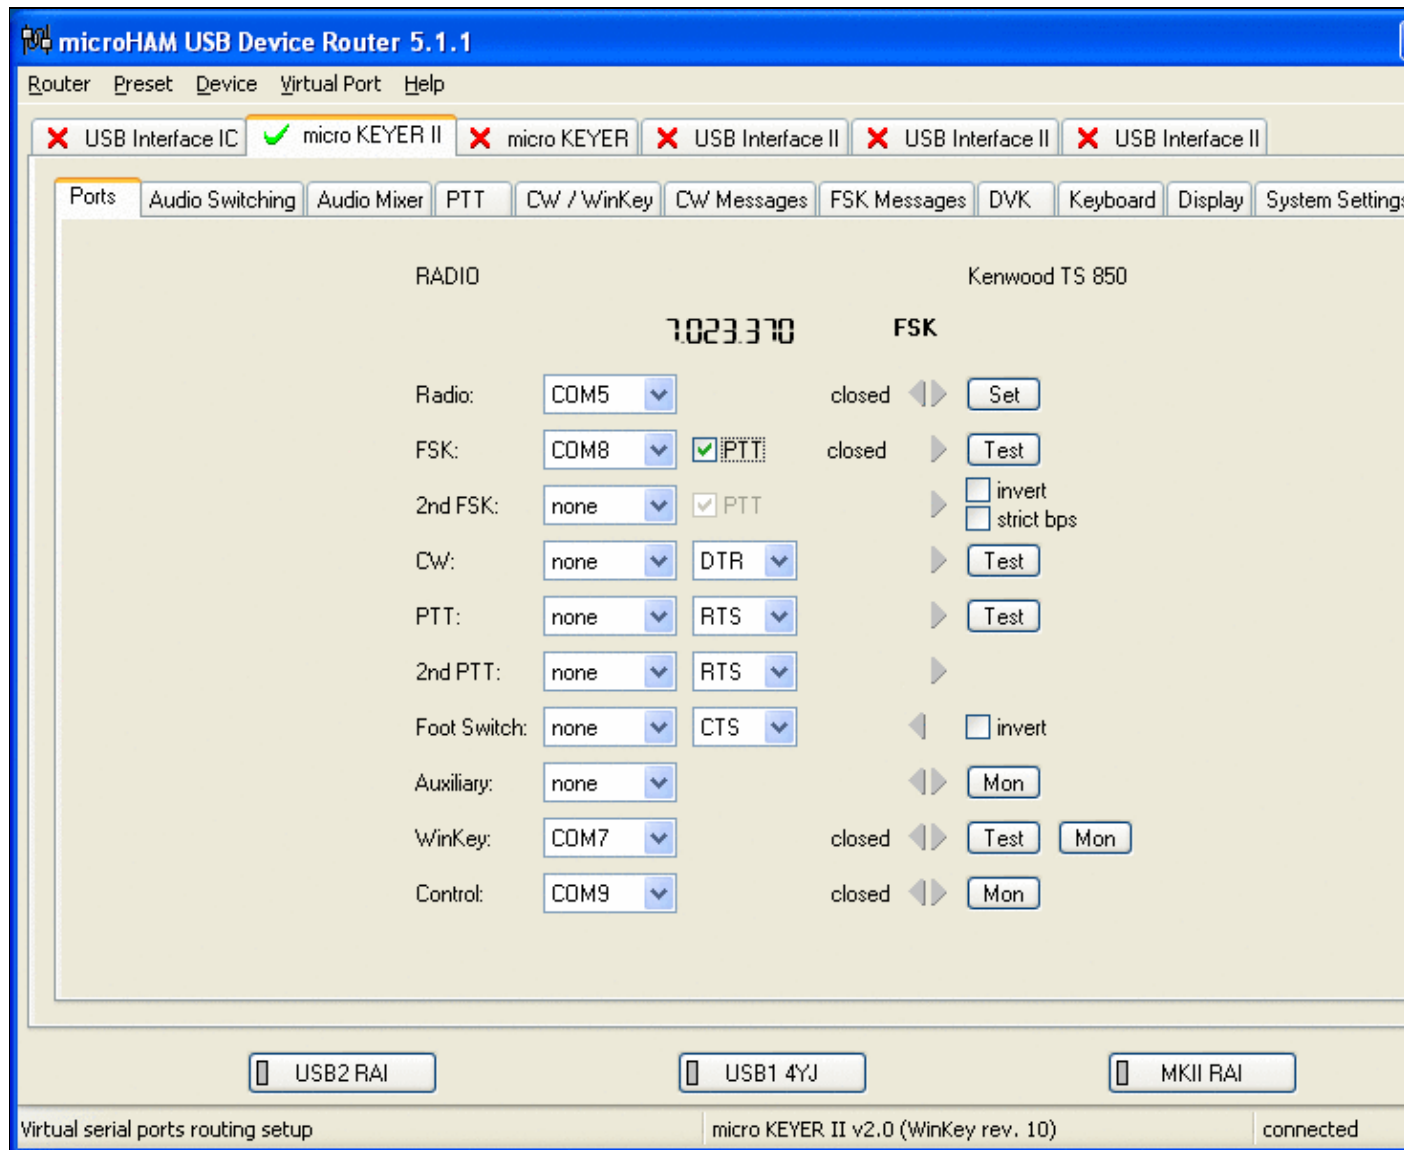 microHAM USB Device Router 5.1.1
Router Preset Device Virtual Port Help
USB Interface IC micro KEYER II micro KEYER USB Interface II USB Interface II USB Interface II
Ports Audio Switching Audio Mixer PTT CW / WinKey CW Messages FSK Messages DVK Keyboard Display System Settings
RADIO Kenwood TS 850
7.023.370 FSK
Radio: COM5 closed Set
FSK: COM8 PTT closed Test
2nd FSK: none PTT invert
strict bps
CW: none DTR Test
PTT: none RTS Test
2nd PTT: none RTS
Foot Switch: none CTS invert
Auxiliary: none Mon
WinKey: COM7 closed Test Mon
Control: COM9 closed Mon
USB2 RAI USB1 4YJ MKII RAI
Virtual serial ports routing setup micro KEYER II v2.0 (WinKey rev. 10) connected